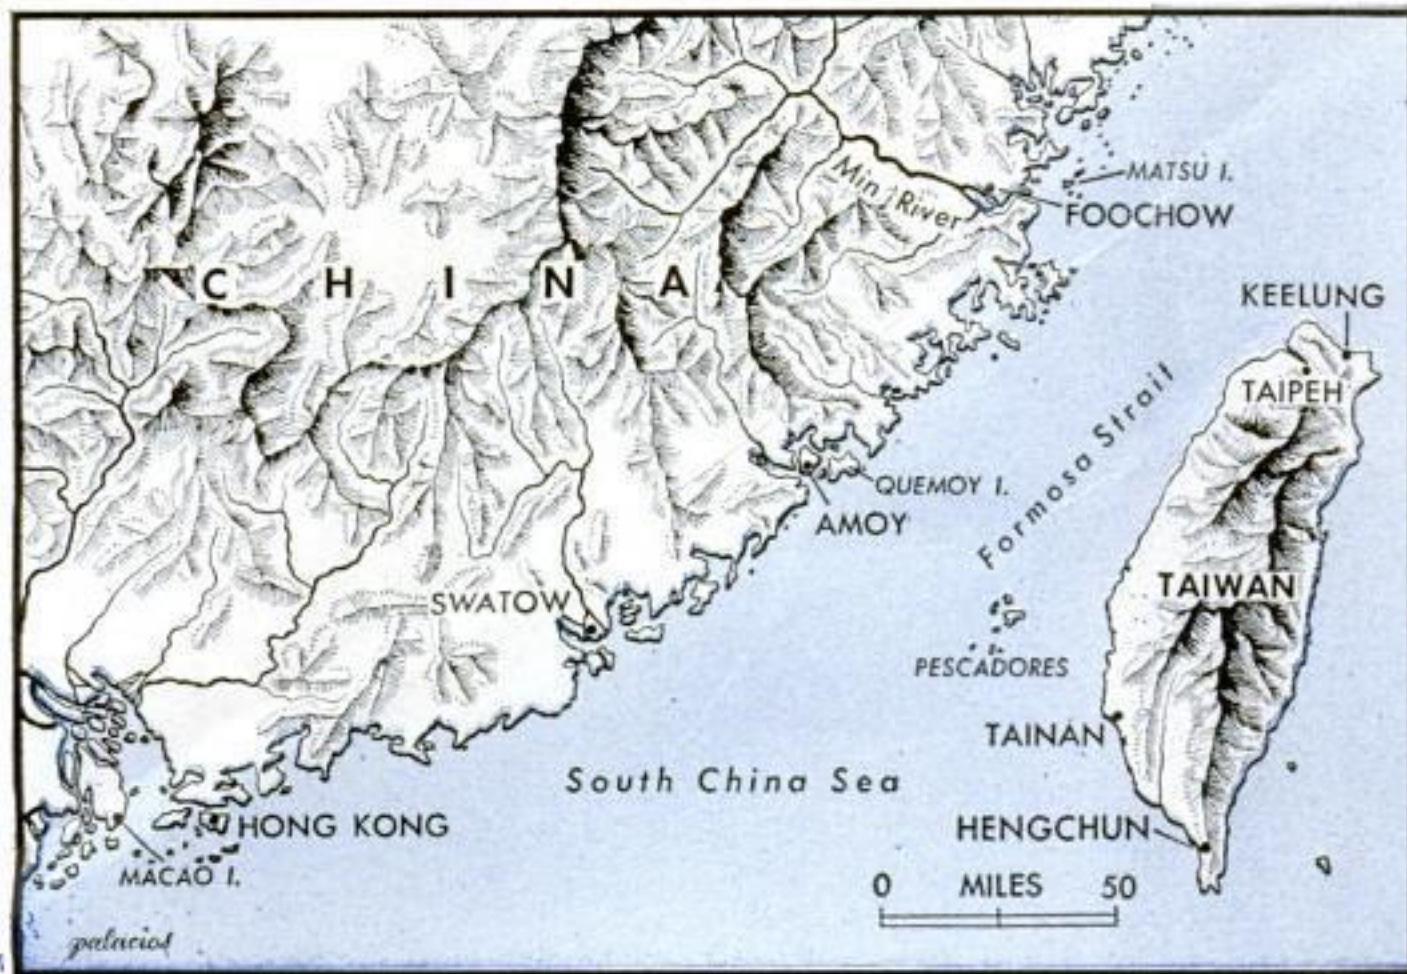 MATSU I.
Min River
FOOCHOW
CHINA
KEELUNG
TAIPEH
Formosa Strait
QUEMOY I.
AMOY
TAIWAN
SWATOW
PESCADORES
TAINAN
South China Sea
HONG KONG
HENGCHUN
MACAO I.
0 MILES 50
palacios